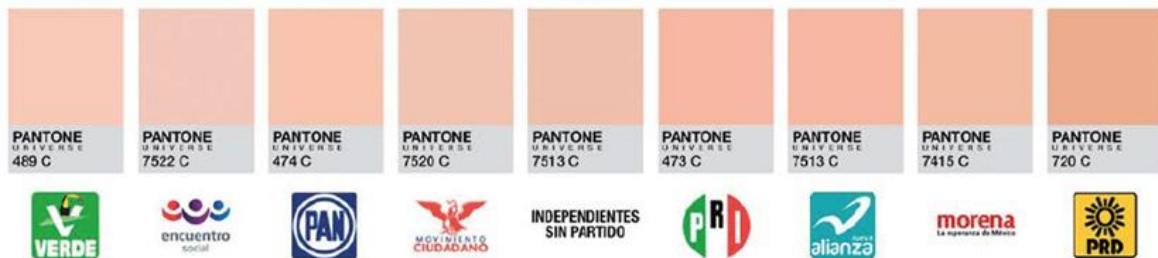 PANTONE
UNIVERSE
489 C
PANTONE
UNIVERSE
7522 C
PANTONE
UNIVERSE
474 C
PANTONE
UNIVERSE
7520 C
PANTONE
UNIVERSE
7513 C
PANTONE
UNIVERSE
473 C
PANTONE
UNIVERSE
7513 C
PANTONE
UNIVERSE
7415 C
PANTONE
UNIVERSE
720 C
VERDE
encuentro
social
PAN
MOVIMIENTO
CIUDADANO
INDEPENDIENTES
SIN PARTIDO
PRI
nueva
alianza
morena
La esperanza de México
PRD